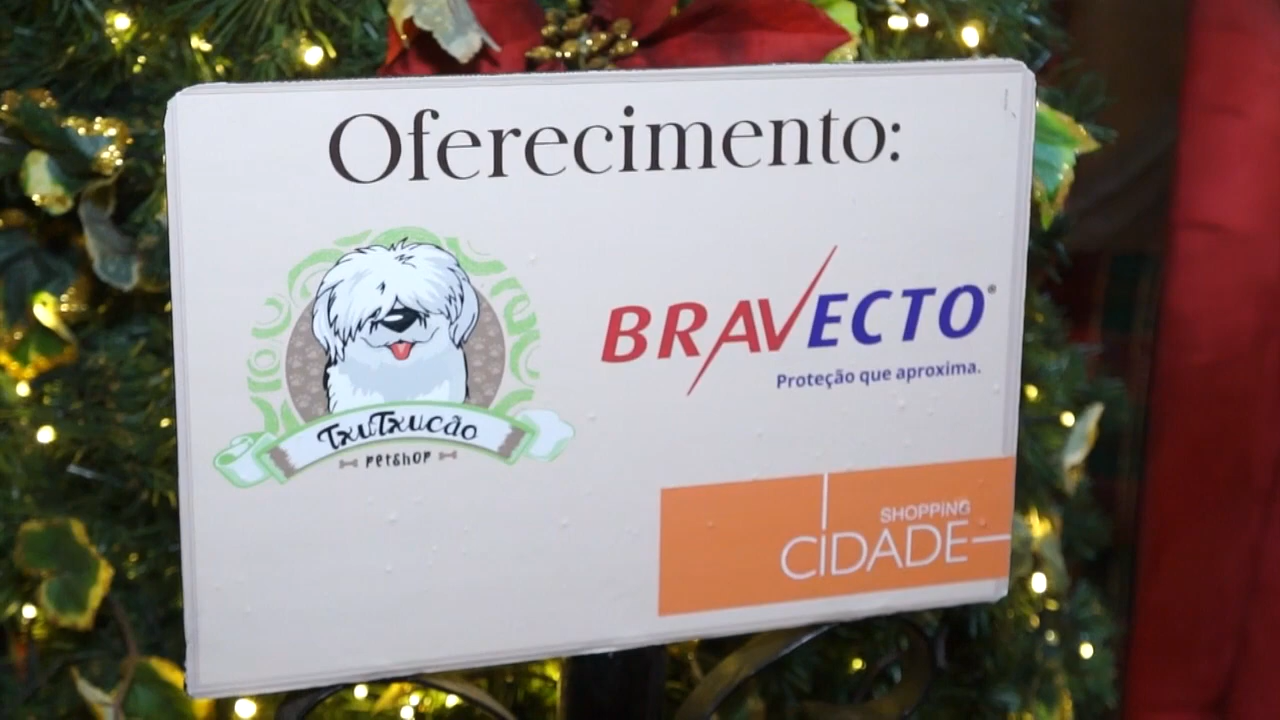 Oferecimento:
TxuTxucão
PetShop
BRAVECTO®
Proteção que aproxima.
SHOPPING
CIDADE